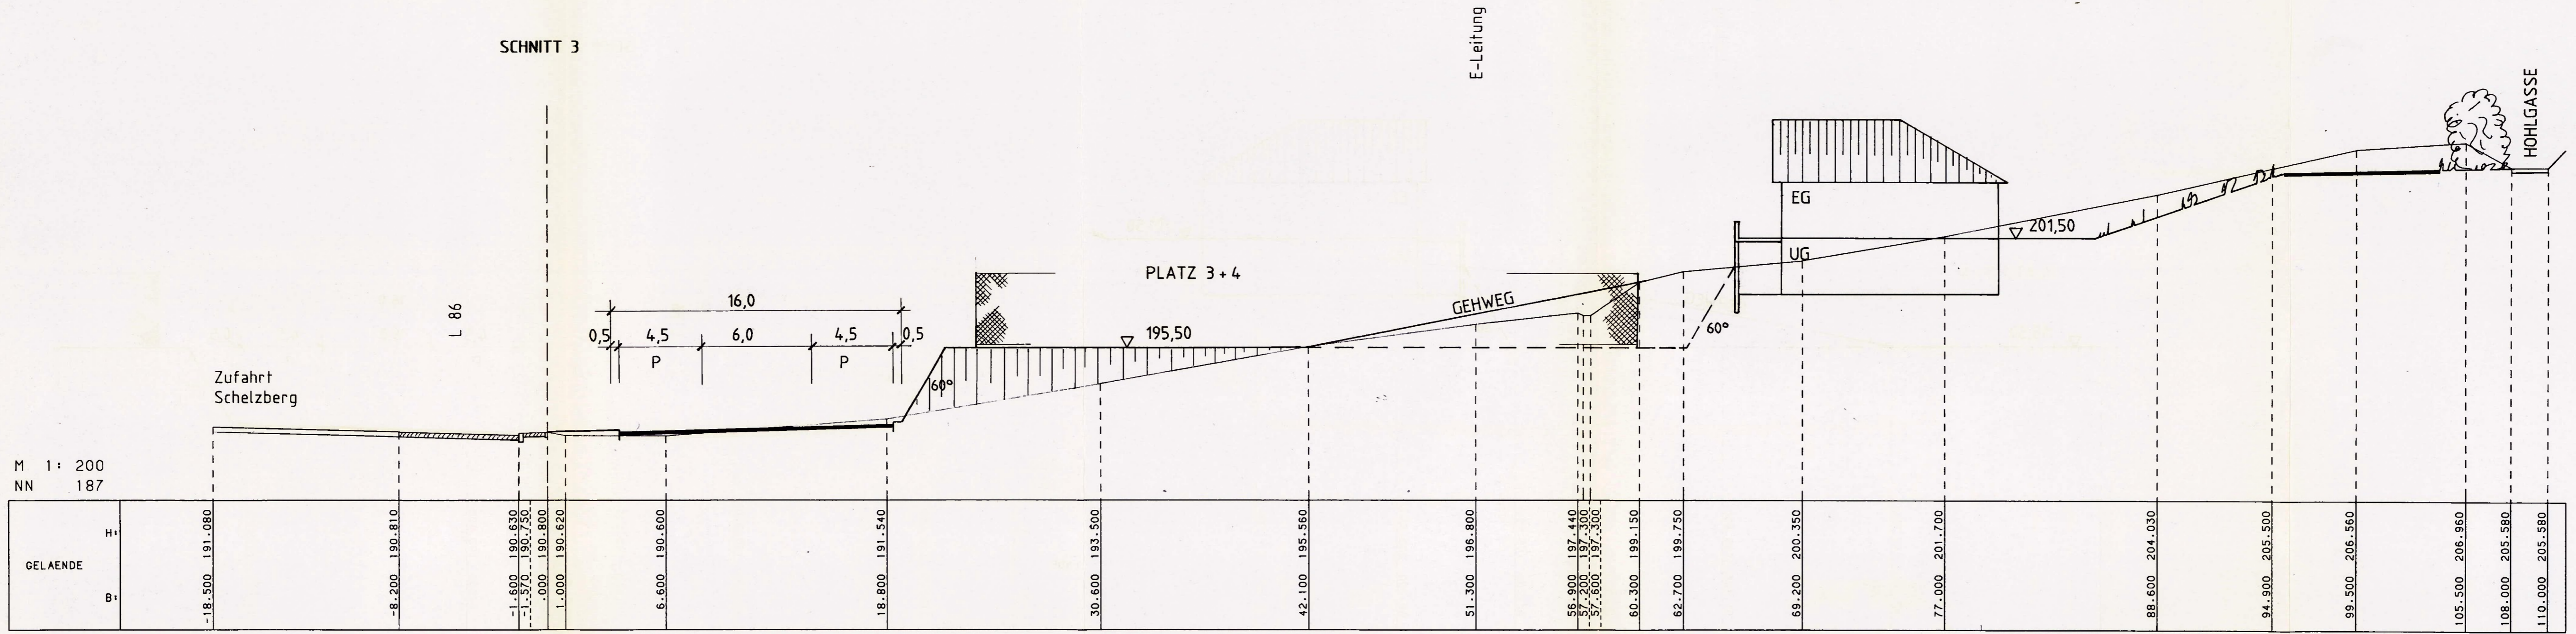 SCHNITT 3
E-Leitung
HOHLGASSE
EG
UG
201,50
PLATZ 3+4
GEHWEG
195,50
60°
60°
L 86
16,0
0,5 4,5 6,0 4,5 0,5
P P
Zufahrt
Schelzberg
M 1: 200
NN 187
GELAENDE
H: 191.080 190.810 190.630 190.750 190.800 190.620 190.600 191.540 193.500 195.560 196.800 197.440 197.300 197.300 199.150 199.750 200.350 201.700 204.030 205.500 206.560 206.960 205.580 205.580
B: -18.500 -8.200 -1.600 -1.570 .000 1.000 6.600 18.800 30.600 42.100 51.300 56.900 57.200 57.600 60.300 62.700 69.200 77.000 88.600 94.900 99.500 105.500 108.000 110.000